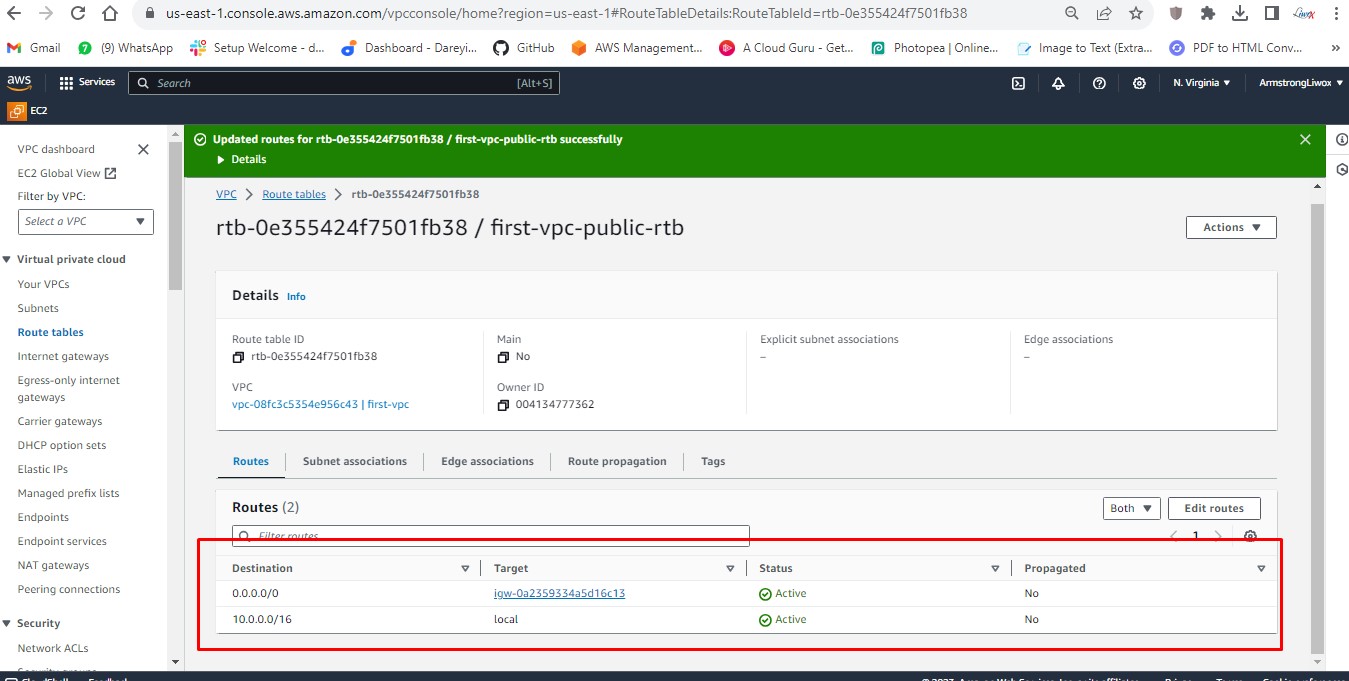 us-east-1.console.aws.amazon.com/vpcconsole/home?region=us-east-1#RouteTableDetails:RouteTableId=rtb-0e355424f7501fb38
Gmail (9) WhatsApp Setup Welcome - d... Dashboard - Dareyi... GitHub AWS Management... A Cloud Guru - Get... Photopea | Online... Image to Text (Extra... PDF to HTML Conv... »
aws Services Search [Alt+S] N. Virginia ArmstrongLiwox
EC2
VPC dashboard
EC2 Global View
Filter by VPC:
Select a VPC
Virtual private cloud
Your VPCs
Subnets
Route tables
Internet gateways
Egress-only internet
gateways
Carrier gateways
DHCP option sets
Elastic IPs
Managed prefix lists
Endpoints
Endpoint services
NAT gateways
Peering connections
Security
Network ACLs
Updated routes for rtb-0e355424f7501fb38 / first-vpc-public-rtb successfully
Details
VPC Route tables rtb-0e355424f7501fb38
rtb-0e355424f7501fb38 / first-vpc-public-rtb Actions
Details Info
Route table ID
rtb-0e355424f7501fb38
VPC
vpc-08fc3c5354e956c43 | first-vpc
Main
No
Owner ID
004134777362
Explicit subnet associations
–
Edge associations
–
Routes Subnet associations Edge associations Route propagation Tags
Routes (2) Both Edit routes
Filter routes 1
Destination Target Status Propagated
0.0.0.0/0 igw-0a2359334a5d16c13 Active No
10.0.0.0/16 local Active No